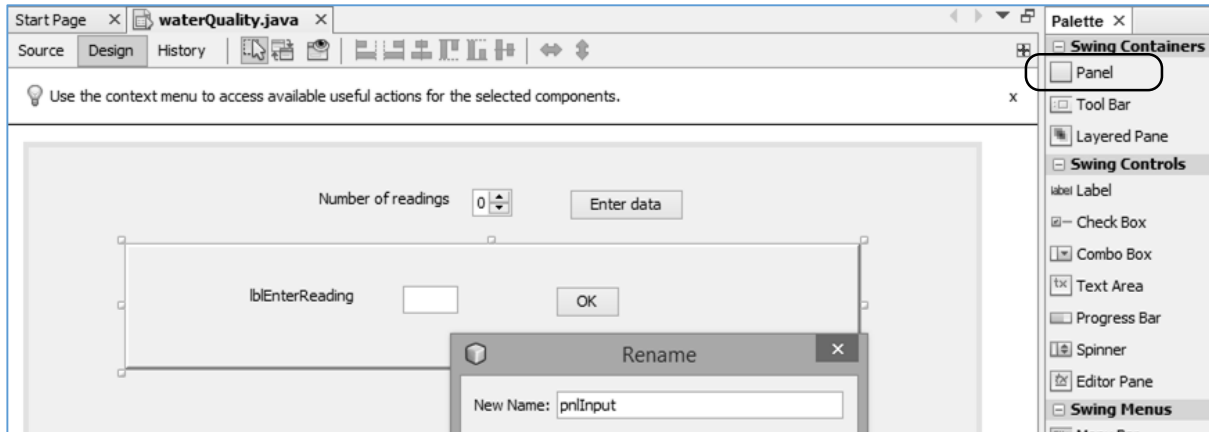 Start Page
waterQuality.java
Source Design History
Use the context menu to access available useful actions for the selected components.
x
Number of readings 0 Enter data
lblEnterReading OK
Rename
New Name: pnlInput
Palette
Swing Containers
Panel
Tool Bar
Layered Pane
Swing Controls
label Label
Check Box
Combo Box
Text Area
Progress Bar
Spinner
Editor Pane
Swing Menus